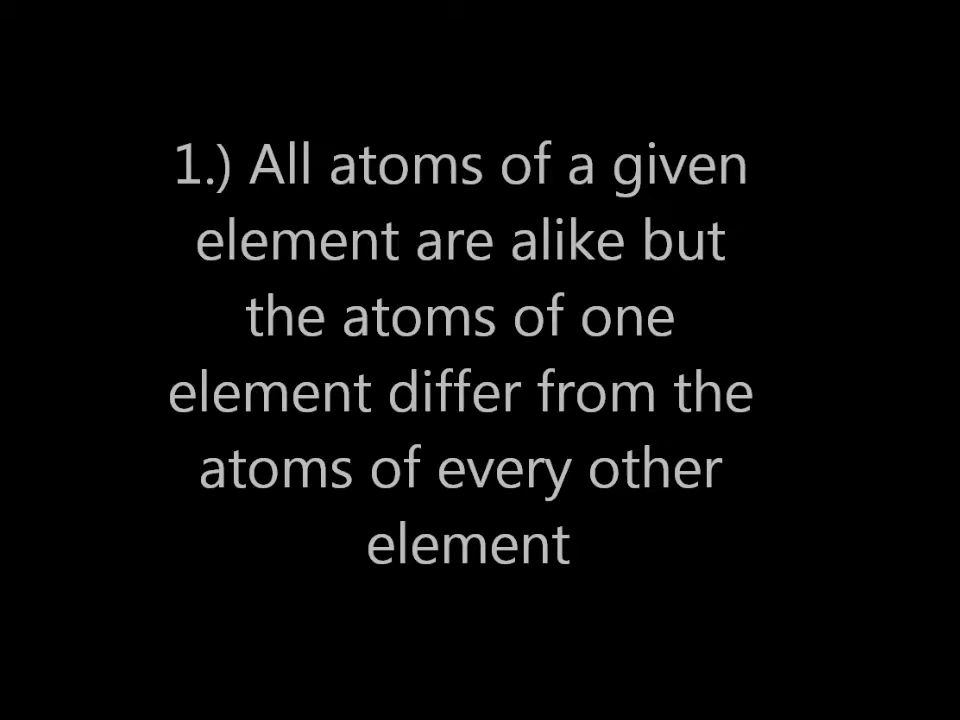 1.) All atoms of a given
element are alike but
the atoms of one
element differ from the
atoms of every other
element